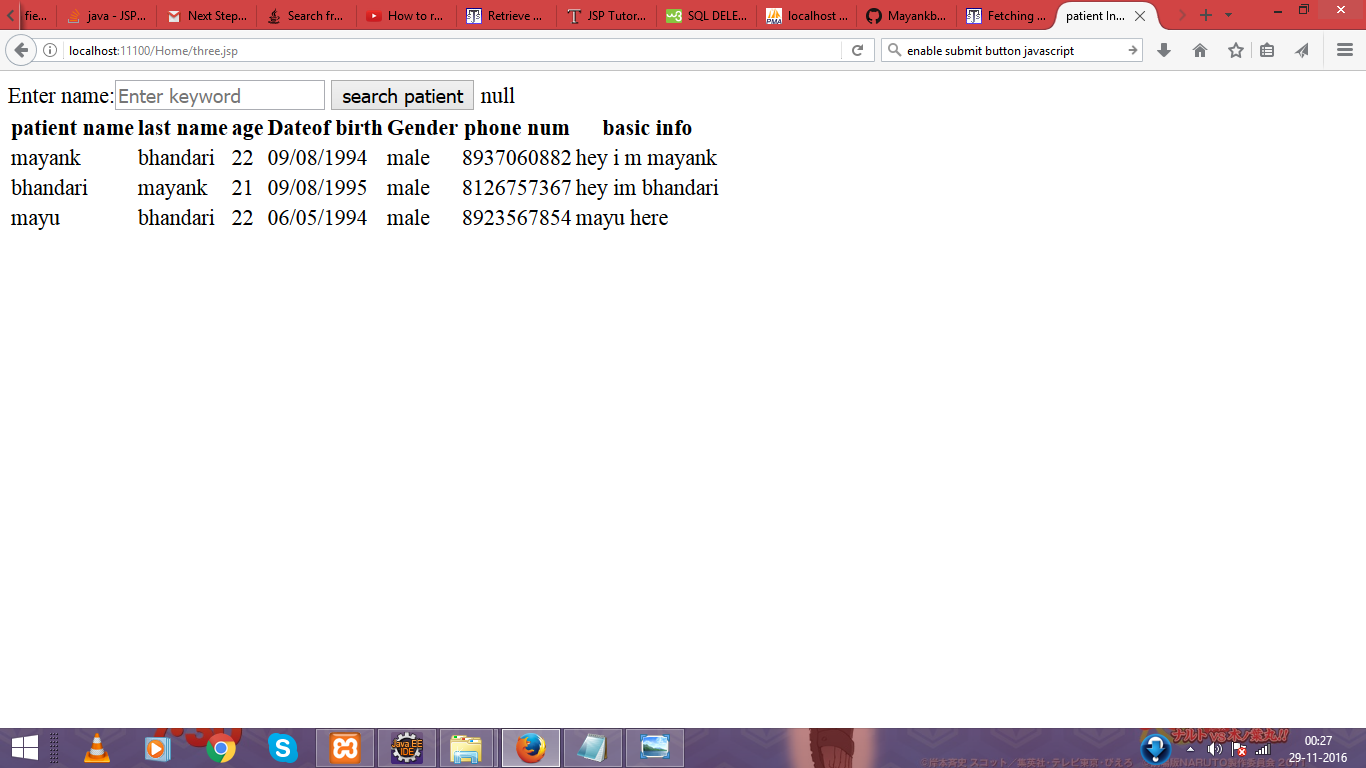 fie...
java - JSP...
Next Step...
Search fr...
How to r...
Retrieve ...
JSP Tutor...
SQL DELE...
localhost ...
Mayankb...
Fetching ...
patient In...
localhost:11100/Home/three.jsp
enable submit button javascript
Enter name: Enter keyword search patient null
patient name last name age Dateof birth Gender phone num basic info
mayank bhandari 22 09/08/1994 male 8937060882 hey i m mayank
bhandari mayank 21 09/08/1995 male 8126757367 hey im bhandari
mayu bhandari 22 06/05/1994 male 8923567854 mayu here
Java EE
IDE
00:27
29-11-2016